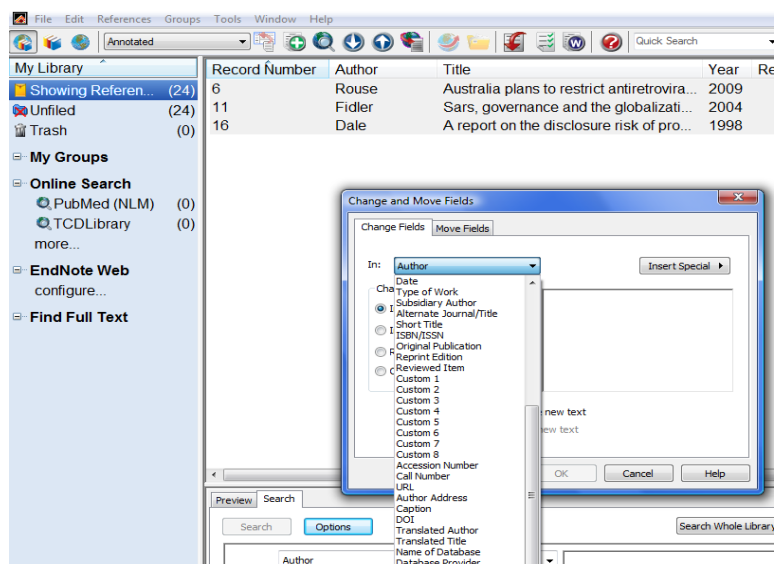 File Edit References Groups Tools Window Help
Annotated
Quick Search
My Library
Record Number Author Title Year Re
Showing Referen... (24)
6 Rouse Australia plans to restrict antiretrovira... 2009
Unfiled (24)
11 Fidler Sars, governance and the globalizati... 2004
Trash (0)
16 Dale A report on the disclosure risk of pro... 1998
My Groups
Online Search
PubMed (NLM) (0)
TCDLibrary (0)
more...
EndNote Web
configure...
Find Full Text
Change and Move Fields
Change Fields Move Fields
In: Author Insert Special
Cha
Date
Type of Work
Subsidiary Author
Alternate Journal/Title
Short Title
ISBN/ISSN
Original Publication
Reprint Edition
Reviewed Item
Custom 1
Custom 2
Custom 3
Custom 4
Custom 5
Custom 6
Custom 7
Custom 8
Accession Number
Call Number
URL
Author Address
Caption
DOI
Translated Author
Translated Title
Name of Database
Database Provider
new text
ew text
OK Cancel Help
Preview Search
Search Options Search Whole Library
Author